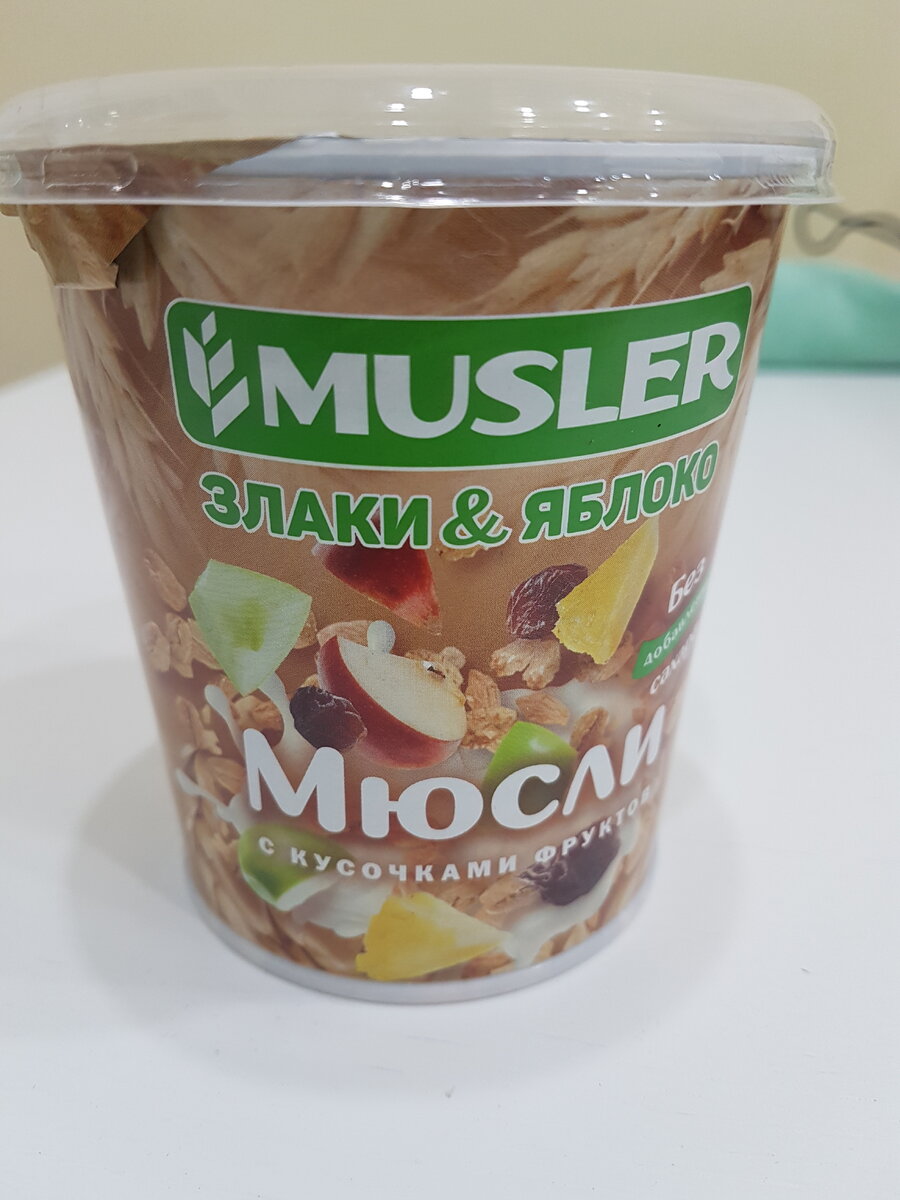 MUSLER
ЗЛАКИ & ЯБЛОКО
Без
Мюсли
С КУСОЧКАМИ ФРУКТОВ